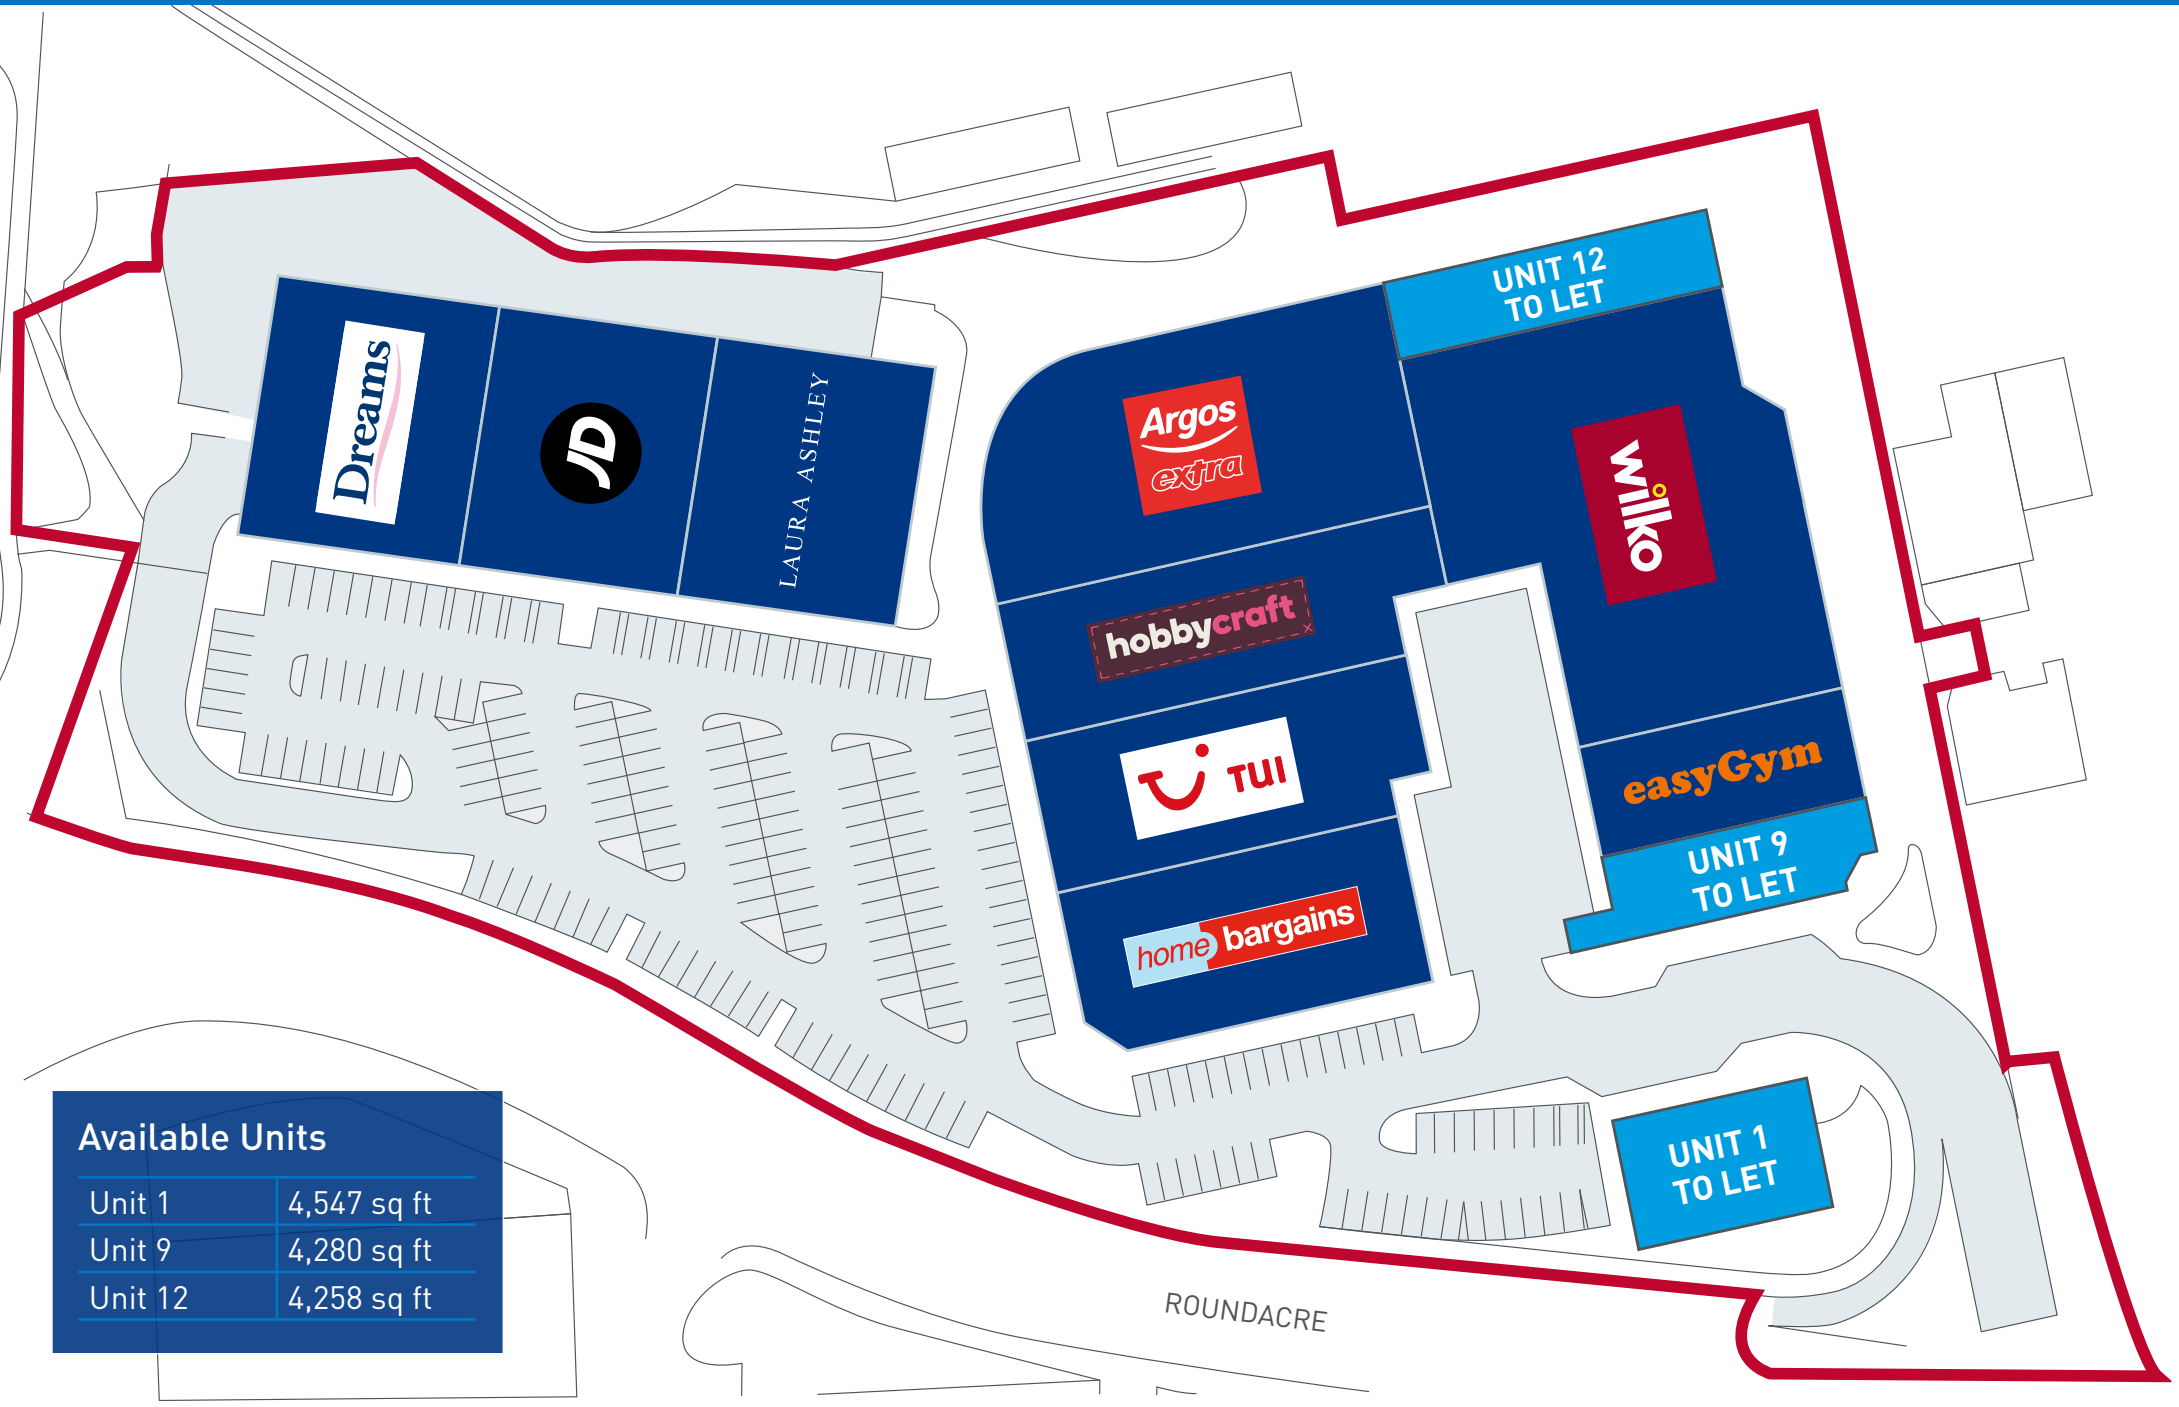 Dreams
JD
LAURA ASHLEY
Argos
extra
hobbycraft
TUI
home bargains
UNIT 12
TO LET
wilko
easyGym
UNIT 9
TO LET
UNIT 1
TO LET
ROUNDACRE
Available Units
Unit 1 4,547 sq ft
Unit 9 4,280 sq ft
Unit 12 4,258 sq ft